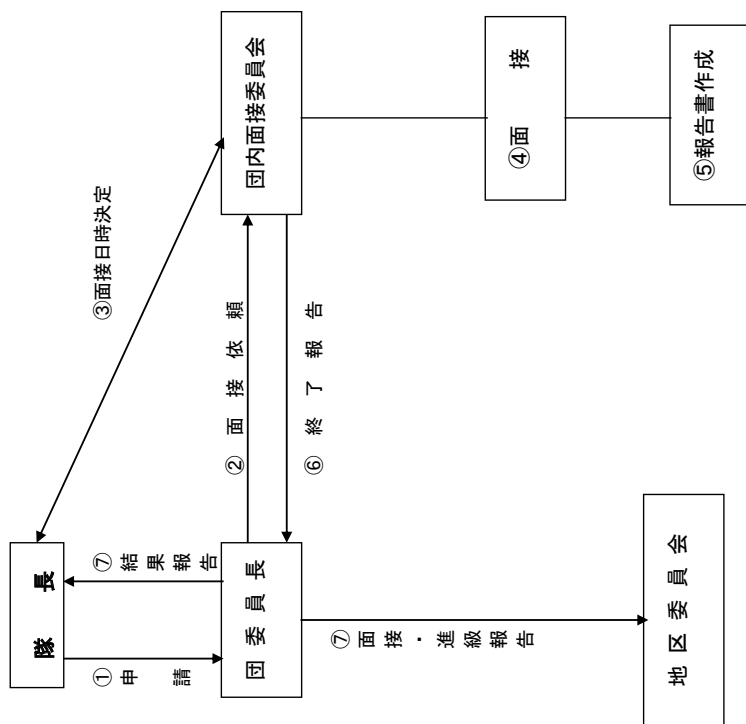 隊 長
①申 請
⑦結果報告
③面接日時決定
団委員長
②面接依頼
⑥終了報告
団内面接委員会
⑦面接・進級報告
④面 接
地区委員会
⑤報告書作成